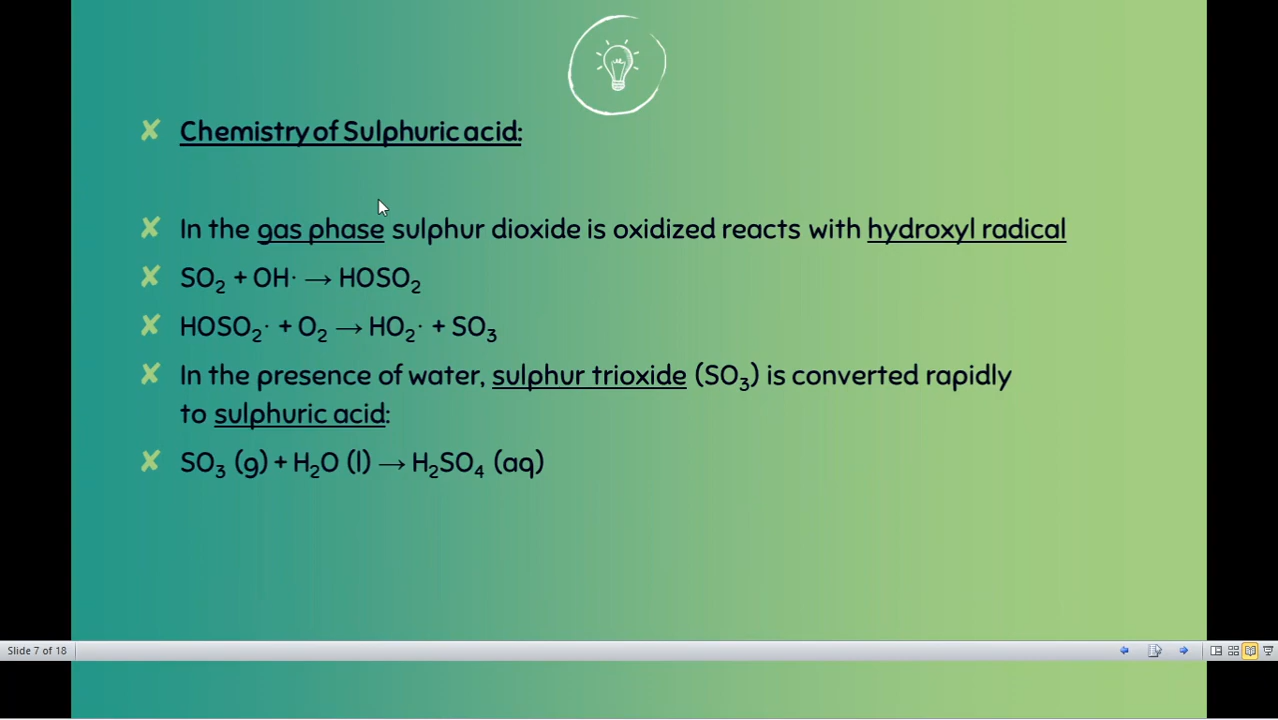 Chemistry of Sulphuric acid:
In the gas phase sulphur dioxide is oxidized reacts with hydroxyl radical
SO₂ + OH· → HOSO₂
HOSO₂· + O₂ → HO₂· + SO₃
In the presence of water, sulphur trioxide (SO₃) is converted rapidly
to sulphuric acid:
SO₃ (g) + H₂O (l) → H₂SO₄ (aq)
Slide 7 of 18